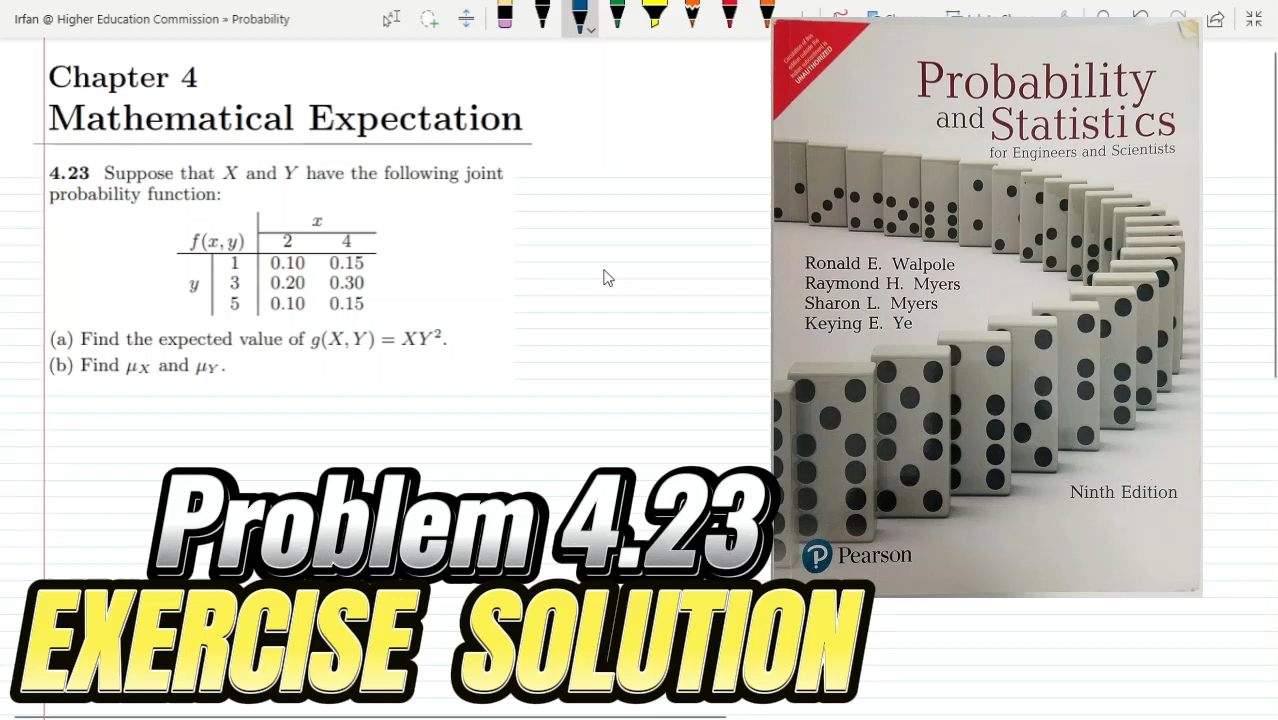 Irfan @ Higher Education Commission » Probability
Chapter 4
Mathematical Expectation
4.23 Suppose that X and Y have the following joint
probability function:
x
f(x, y) 2 4
1 0.10 0.15
y 3 0.20 0.30
5 0.10 0.15
(a) Find the expected value of g(X, Y) = XY².
(b) Find μX and μY.
UNAUTHORIZED
Probability
and Statistics
for Engineers and Scientists
Ronald E. Walpole
Raymond H. Myers
Sharon L. Myers
Keying E. Ye
Ninth Edition
Pearson
Problem 4.23
EXERCISE SOLUTION